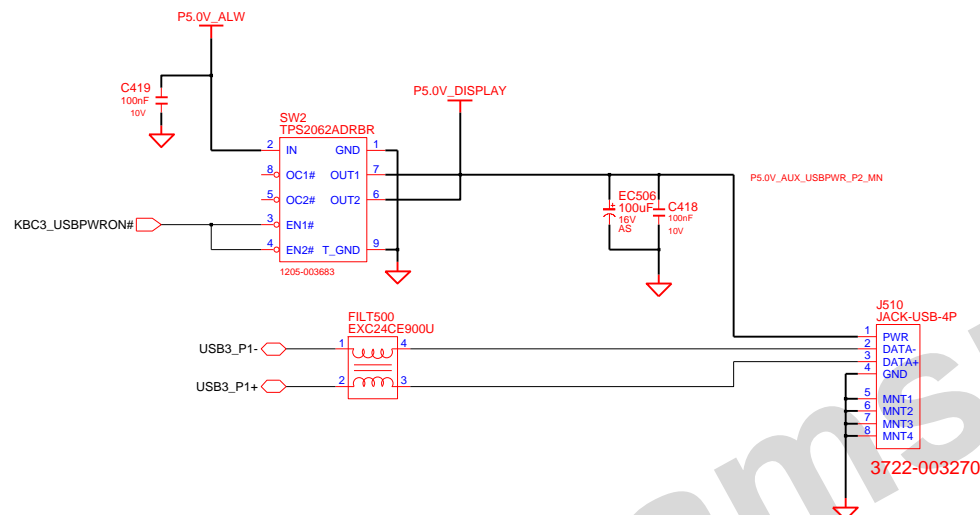 P5.0V_ALW
C419
100nF
10V
P5.0V_DISPLAY
SW2
TPS2062ADRBR
2 IN GND 1
8 OC1# OUT1 7
5 OC2# OUT2 6
3 EN1#
4 EN2# T_GND 9
1205-003683
KBC3_USBPWRON#
P5.0V_AUX_USBPWR_P2_MN
EC506
100uF
16V
AS
C418
100nF
10V
FILT500
EXC24CE900U
USB3_P1- 1 4
USB3_P1+ 2 3
J510
JACK-USB-4P
1 PWR
2 DATA-
3 DATA+
4 GND
5 MNT1
6 MNT2
7 MNT3
8 MNT4
3722-003270